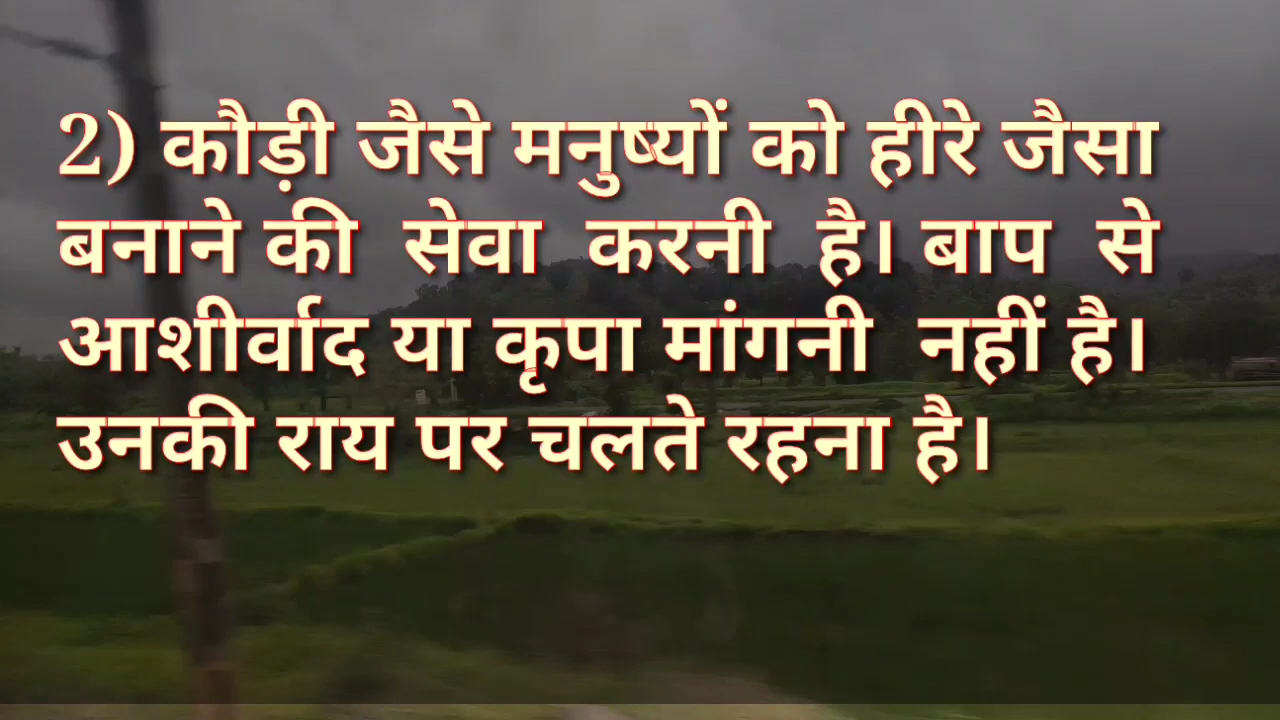 2) कौड़ी जैसे मनुष्यों को हीरे जैसा
बनाने की सेवा करनी है। बाप से
आशीर्वाद या कृपा मांगनी नहीं है।
उनकी राय पर चलते रहना है।